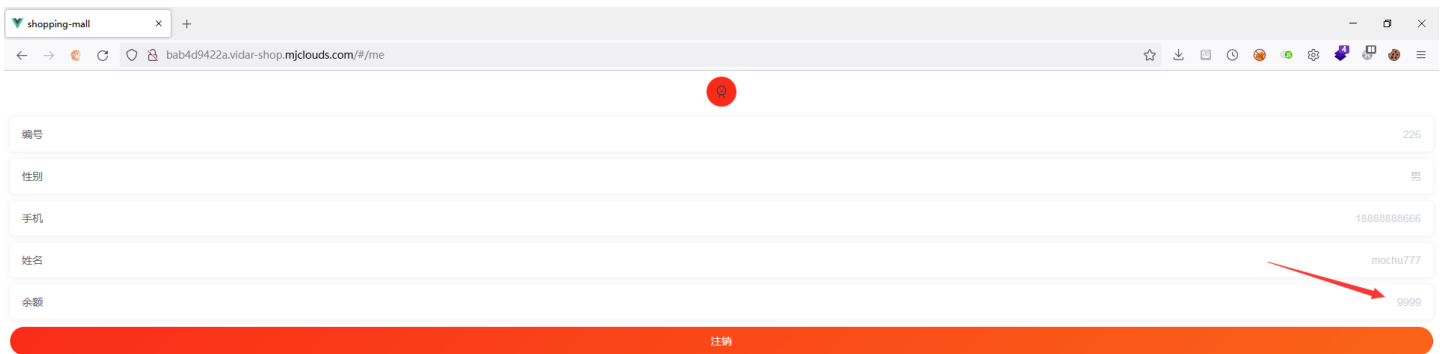 shopping-mall
bab4d9422a.vidar-shop.mjclouds.com/#/me
4
编号 226
性别 男
手机 18888888666
姓名 mochu777
余额 9999
注销